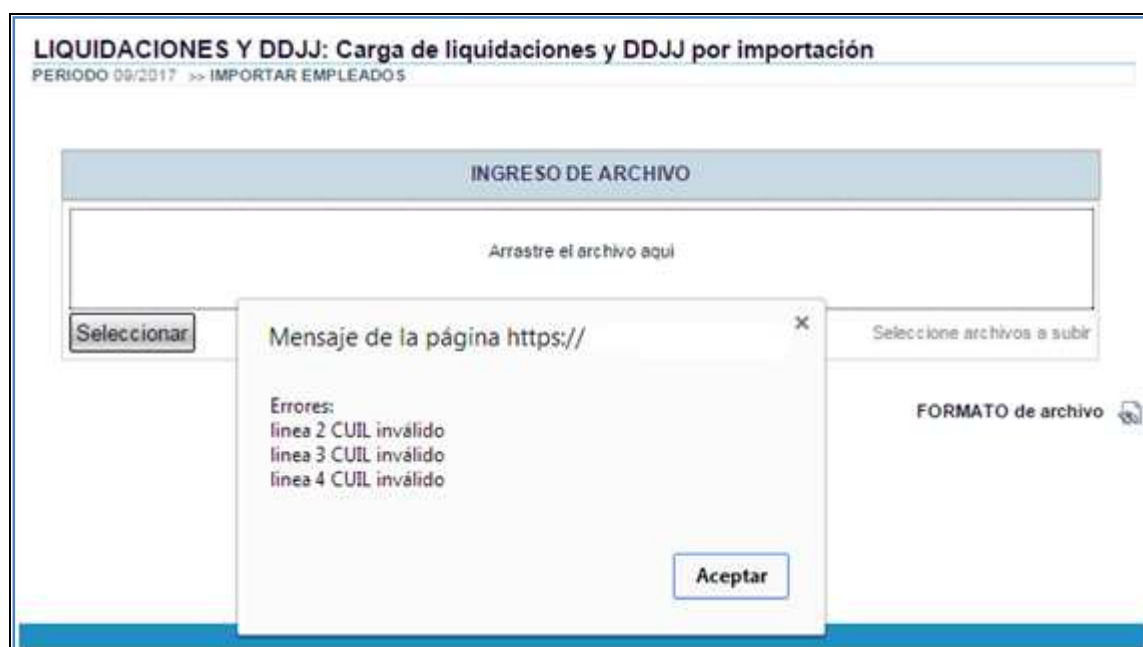 LIQUIDACIONES Y DDJJ: Carga de liquidaciones y DDJJ por importación
PERIODO 09/2017 >> IMPORTAR EMPLEADOS
INGRESO DE ARCHIVO
Arrastre el archivo aqui
Seleccionar
Seleccione archivos a subir
Mensaje de la página https://
×
Errores:
linea 2 CUIL inválido
linea 3 CUIL inválido
linea 4 CUIL inválido
Aceptar
FORMATO de archivo